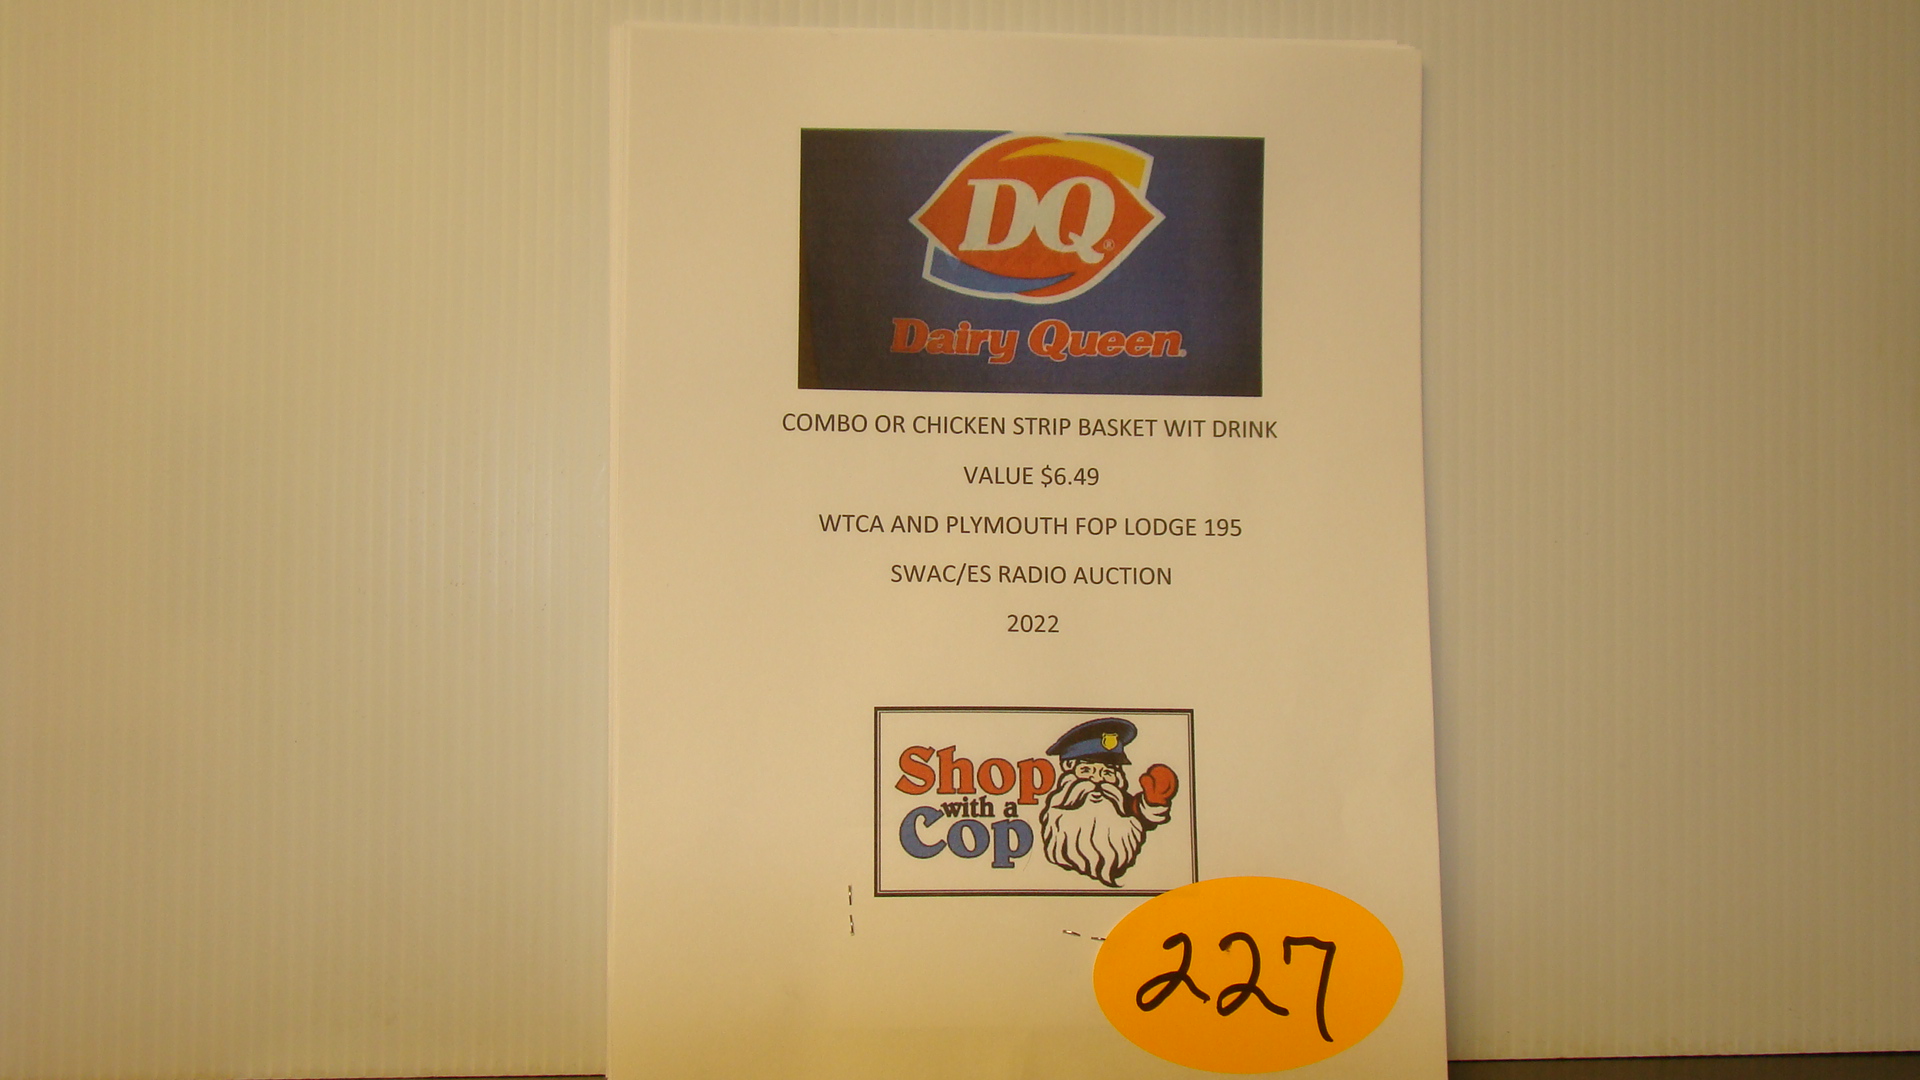 DQ®
Dairy Queen®
COMBO OR CHICKEN STRIP BASKET WIT DRINK
VALUE $6.49
WTCA AND PLYMOUTH FOP LODGE 195
SWAC/ES RADIO AUCTION
2022
Shop
with a
Cop
227